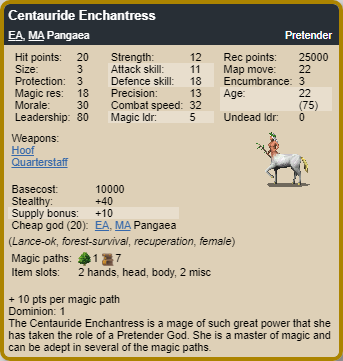 Centauride Enchantress
EA, MA Pangaea Pretender
Hit points: 20 Strength: 12 Rec points: 25000
Size: 3 Attack skill: 11 Map move: 22
Protection: 3 Defence skill: 18 Encumbrance: 3
Magic res: 18 Precision: 13 Age: 22
Morale: 30 Combat speed: 32 (75)
Leadership: 80 Magic ldr: 5 Undead ldr: 0
Weapons:
Hoof
Quarterstaff
Basecost: 10000
Stealthy: +40
Supply bonus: +10
Cheap god (20): EA, MA Pangaea
(Lance-ok, forest-survival, recuperation, female)
Magic paths: 1 7
Item slots: 2 hands, head, body, 2 misc
+ 10 pts per magic path
Dominion: 1
The Centauride Enchantress is a mage of such great power that she
has taken the role of a Pretender God. She is a master of magic and
can be adept in several of the magic paths.